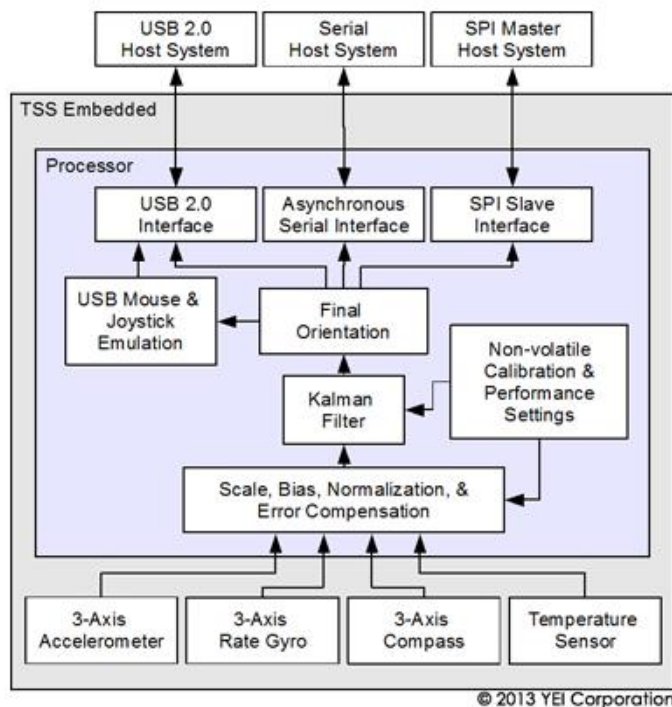 USB 2.0
Host System
Serial
Host System
SPI Master
Host System
TSS Embedded
Processor
USB 2.0
Interface
Asynchronous
Serial Interface
SPI Slave
Interface
USB Mouse &
Joystick
Emulation
Final
Orientation
Non-volatile
Calibration &
Performance
Settings
Kalman
Filter
Scale, Bias, Normalization, &
Error Compensation
3-Axis
Accelerometer
3-Axis
Rate Gyro
3-Axis
Compass
Temperature
Sensor
© 2013 YEI Corporation